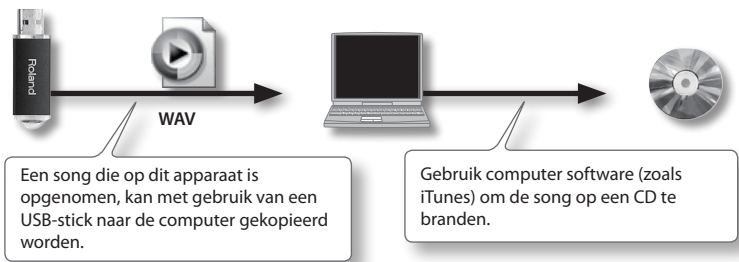 Roland
WAV
Een song die op dit apparaat is
opgenomen, kan met gebruik van een
USB-stick naar de computer gekopieerd
worden.
Gebruik computer software (zoals
iTunes) om de song op een CD te
branden.